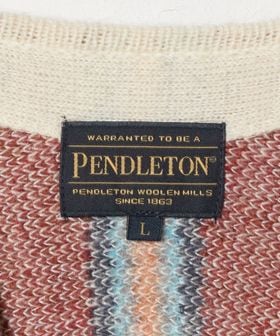 WARRANTED TO BE A
PENDLETON®
PENDLETON WOOLEN MILLS
SINCE 1863
L